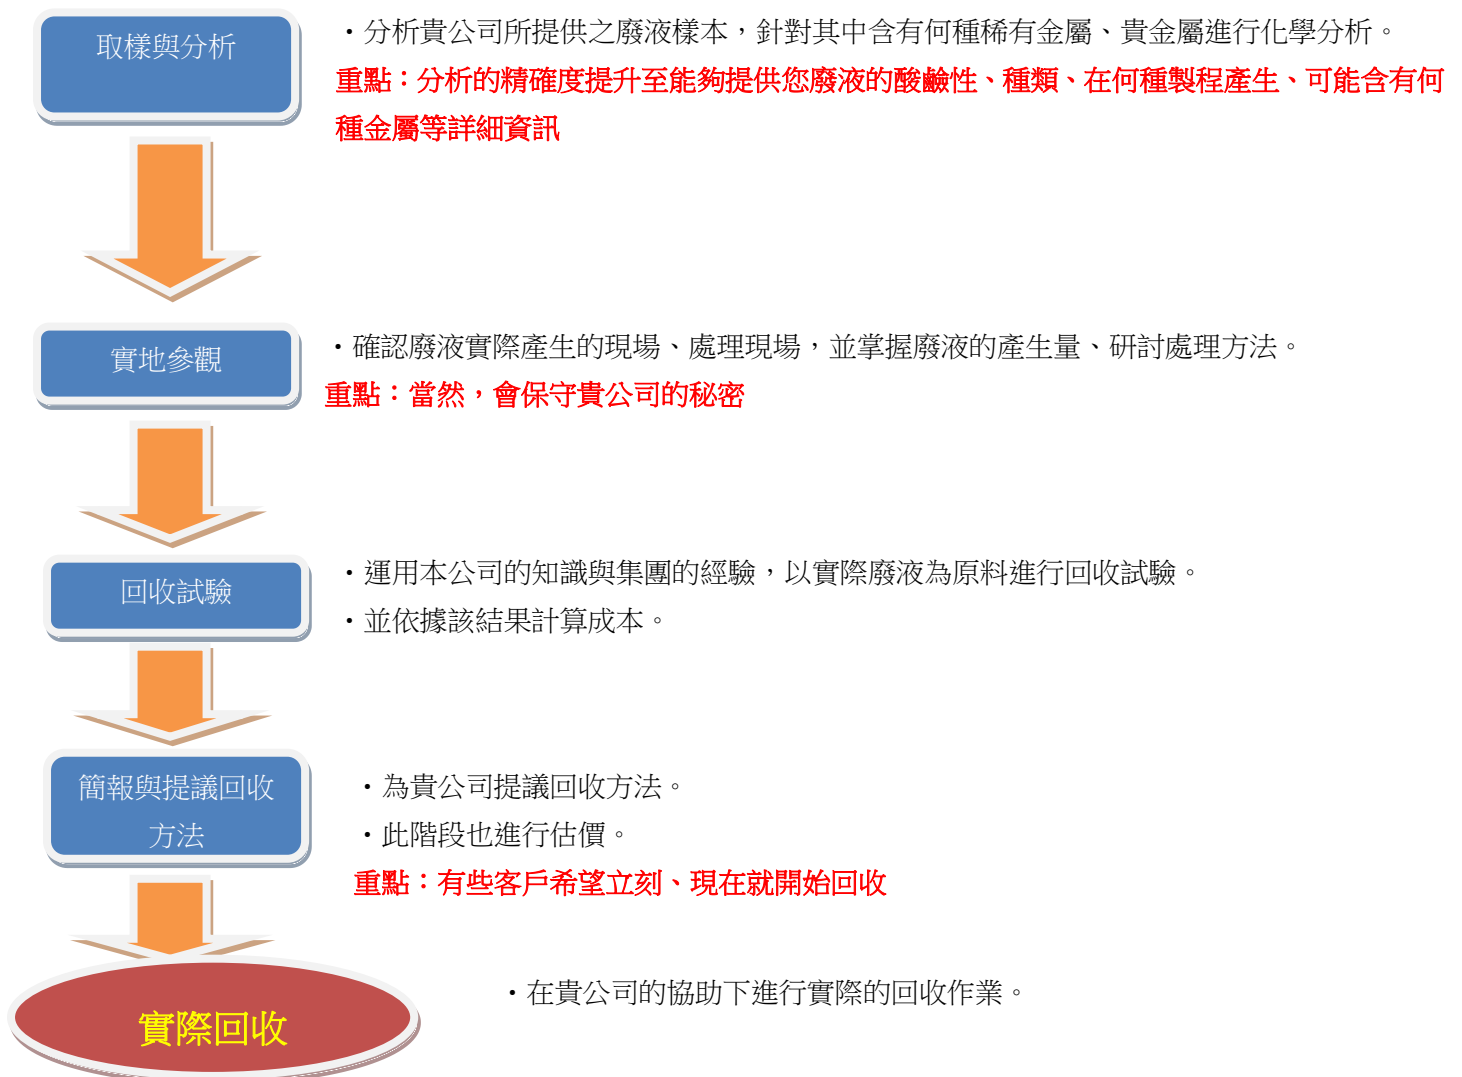 取樣與分析
・分析貴公司所提供之廢液樣本，針對其中含有何種稀有金屬、貴金屬進行化學分析。
重點：分析的精確度提升至能夠提供您廢液的酸鹼性、種類、在何種製程產生、可能含有何
種金屬等詳細資訊
實地參觀
・確認廢液實際產生的現場、處理現場，並掌握廢液的產生量、研討處理方法。
重點：當然，會保守貴公司的秘密
回收試驗
・運用本公司的知識與集團的經驗，以實際廢液為原料進行回收試驗。
・並依據該結果計算成本。
簡報與提議回收
方法
・為貴公司提議回收方法。
・此階段也進行估價。
重點：有些客戶希望立刻、現在就開始回收
實際回收
・在貴公司的協助下進行實際的回收作業。